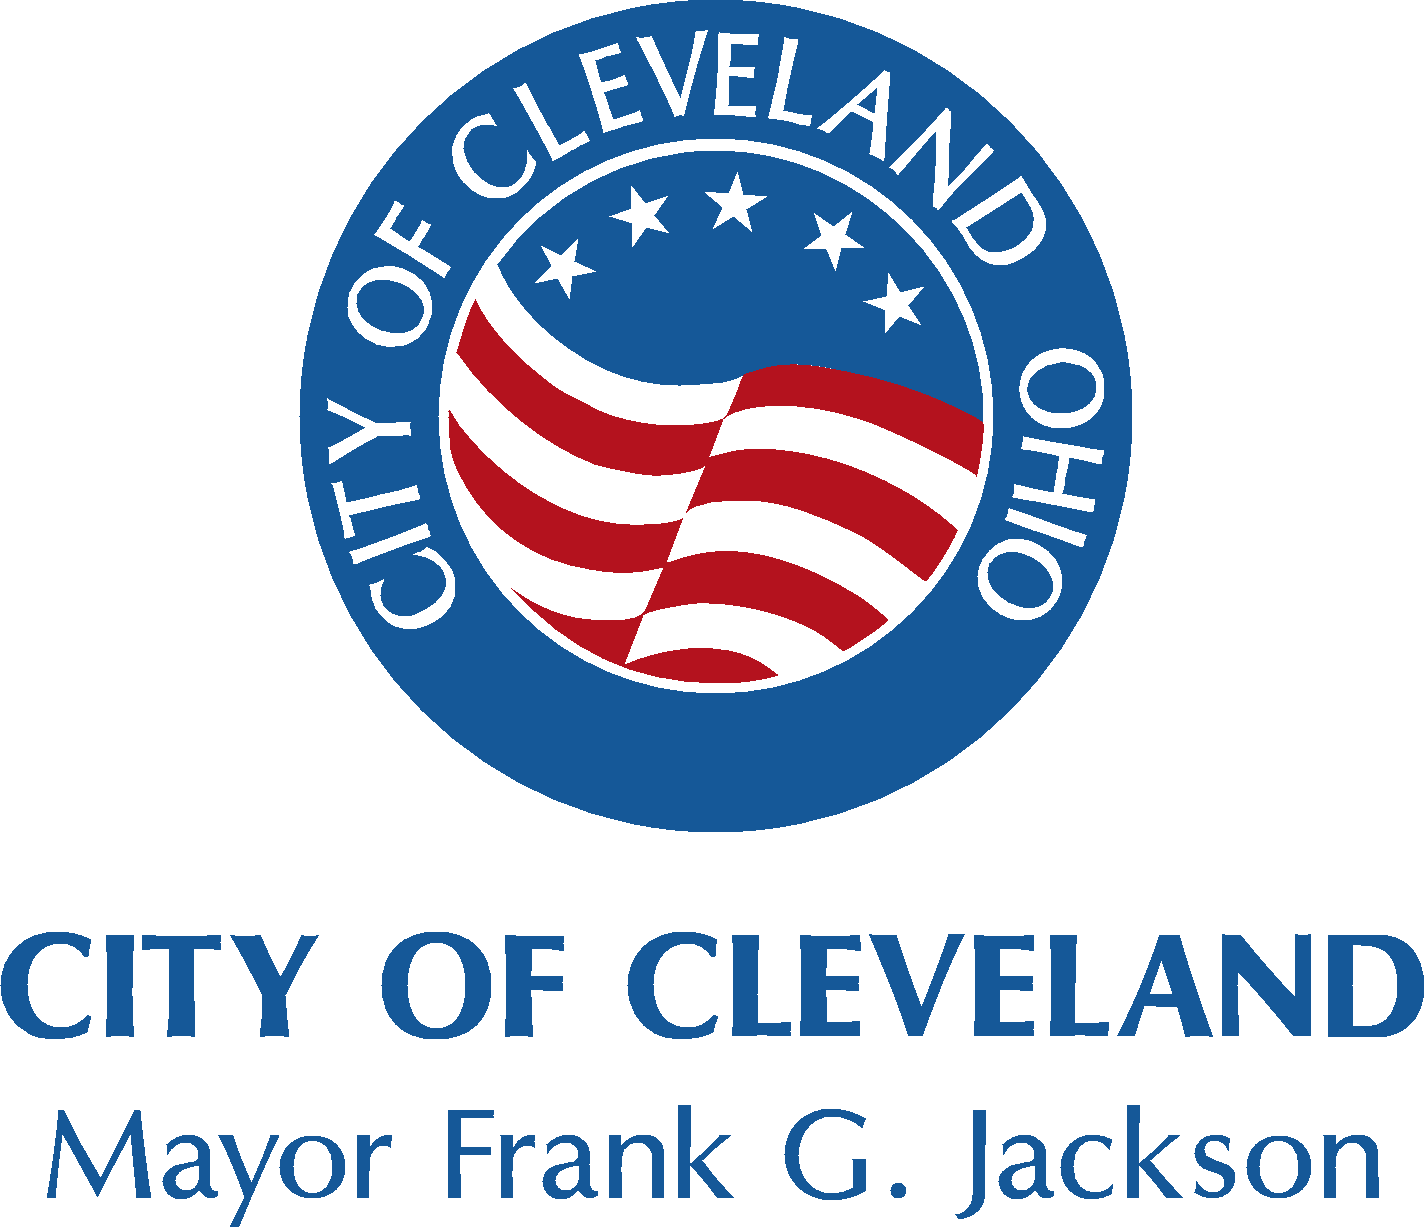 CITY OF CLEVELAND OHIO
CITY OF CLEVELAND
Mayor Frank G. Jackson